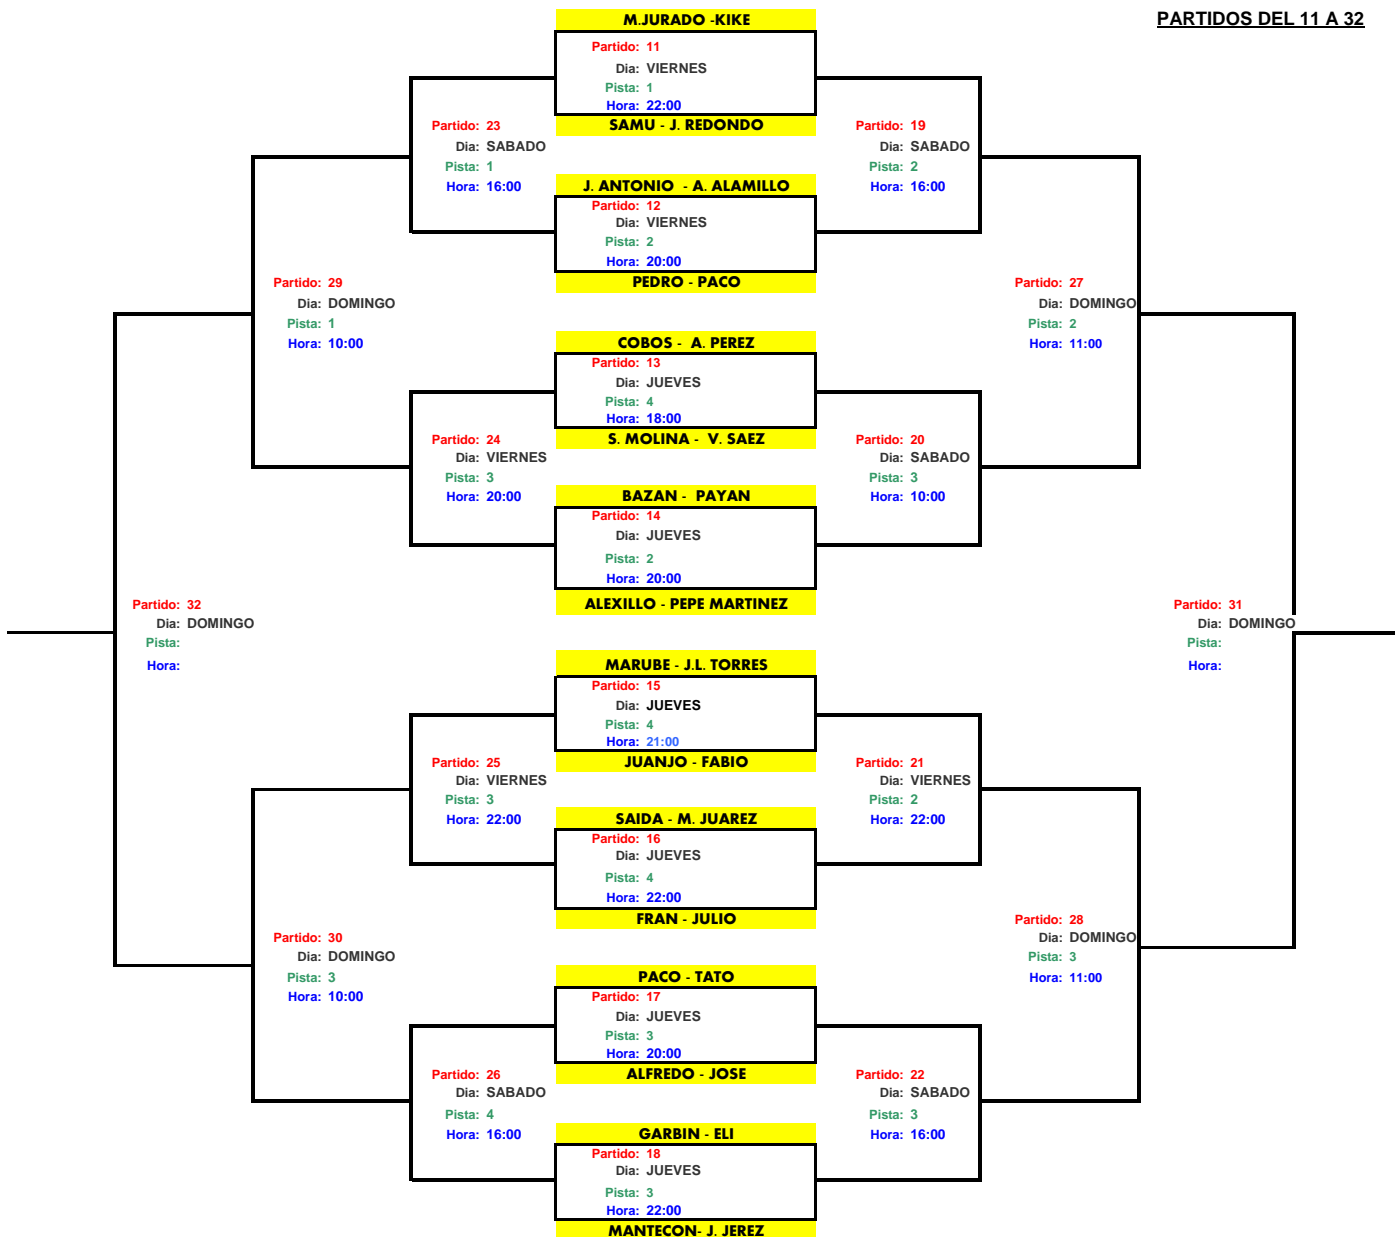 PARTIDOS DEL 11 A 32
M.JURADO -KIKE
Partido: 11
Dia: VIERNES
Pista: 1
Hora: 22:00
SAMU - J. REDONDO
Partido: 23
Dia: SABADO
Pista: 1
Hora: 16:00
Partido: 19
Dia: SABADO
Pista: 2
Hora: 16:00
J. ANTONIO - A. ALAMILLO
Partido: 12
Dia: VIERNES
Pista: 2
Hora: 20:00
PEDRO - PACO
Partido: 29
Dia: DOMINGO
Pista: 1
Hora: 10:00
Partido: 27
Dia: DOMINGO
Pista: 2
Hora: 11:00
COBOS - A. PEREZ
Partido: 13
Dia: JUEVES
Pista: 4
Hora: 18:00
S. MOLINA - V. SAEZ
Partido: 24
Dia: VIERNES
Pista: 3
Hora: 20:00
Partido: 20
Dia: SABADO
Pista: 3
Hora: 10:00
BAZAN - PAYAN
Partido: 14
Dia: JUEVES
Pista: 2
Hora: 20:00
ALEXILLO - PEPE MARTINEZ
Partido: 32
Dia: DOMINGO
Pista:
Hora:
Partido: 31
Dia: DOMINGO
Pista:
Hora:
MARUBE - J.L. TORRES
Partido: 15
Dia: JUEVES
Pista: 4
Hora: 21:00
JUANJO - FABIO
Partido: 25
Dia: VIERNES
Pista: 3
Hora: 22:00
Partido: 21
Dia: VIERNES
Pista: 2
Hora: 22:00
SAIDA - M. JUAREZ
Partido: 16
Dia: JUEVES
Pista: 4
Hora: 22:00
FRAN - JULIO
Partido: 30
Dia: DOMINGO
Pista: 3
Hora: 10:00
Partido: 28
Dia: DOMINGO
Pista: 3
Hora: 11:00
PACO - TATO
Partido: 17
Dia: JUEVES
Pista: 3
Hora: 20:00
ALFREDO - JOSE
Partido: 26
Dia: SABADO
Pista: 4
Hora: 16:00
Partido: 22
Dia: SABADO
Pista: 3
Hora: 16:00
GARBIN - ELI
Partido: 18
Dia: JUEVES
Pista: 3
Hora: 22:00
MANTECON- J. JEREZ